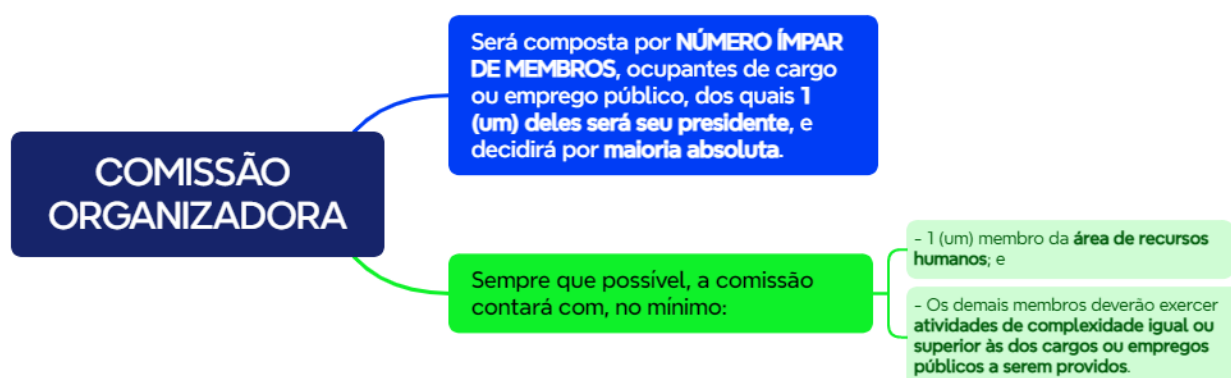 COMISSÃO
ORGANIZADORA
Será composta por NÚMERO ÍMPAR
DE MEMBROS, ocupantes de cargo
ou emprego público, dos quais 1
(um) deles será seu presidente, e
decidirá por maioria absoluta.
Sempre que possível, a comissão
contará com, no mínimo:
- 1 (um) membro da área de recursos
humanos; e
- Os demais membros deverão exercer
atividades de complexidade igual ou
superior às dos cargos ou empregos
públicos a serem providos.